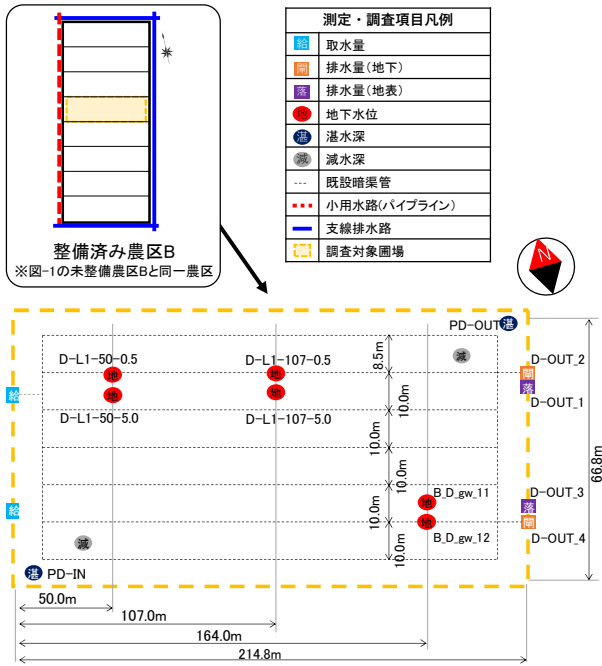 整備済み農区B
※図-1の未整備農区Bと同一農区
測定・調査項目凡例
給 取水量
閘 排水量(地下)
落 排水量(地表)
地 地下水位
湛 湛水深
減 減水深
既設暗渠管
小用水路(パイプライン)
支線排水路
調査対象圃場
N
PD-OUT 湛
D-L1-50-0.5
地
地
D-L1-50-5.0
D-L1-107-0.5
地
地
D-L1-107-5.0
減
8.5m
10.0m
10.0m
10.0m
10.0m
10.0m
D-OUT_2
閘
落
D-OUT_1
給
給
B_D_gw_11
地
地
B_D_gw_12
D-OUT_3
落
閘
D-OUT_4
66.8m
減
湛 PD-IN
50.0m
107.0m
164.0m
214.8m